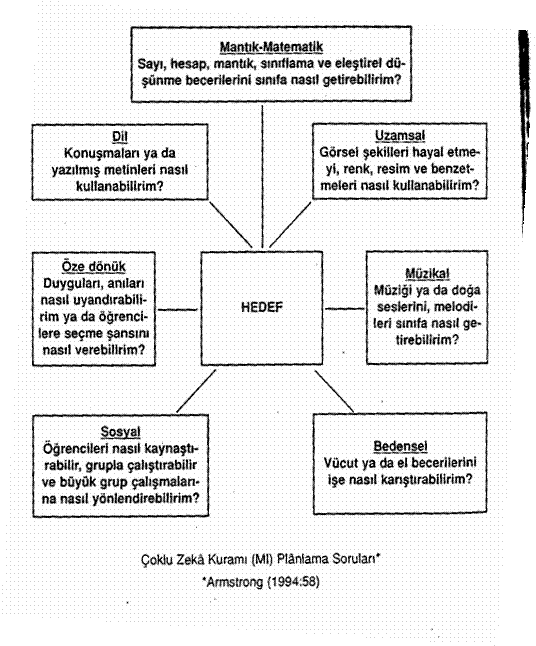 Mantık-Matematik
Sayı, hesap, mantık, sınıflama ve eleştirel dü-
şünme becerilerini sınıfa nasıl getirebilirim?
Dil
Konuşmaları ya da
yazılmış metinleri nasıl
kullanabilirim?
Uzamsal
Görsel şekilleri hayal etme-
yi, renk, resim ve benzet-
meleri nasıl kullanabilirim?
Öze dönük
Duyguları, anıları
nasıl uyandırabili-
rim ya da öğrenci-
lere seçme şansını
nasıl verebilirim?
HEDEF
Müzikal
Müziği ya da doğa
seslerini, melodi-
leri sınıfa nasıl ge-
tirebilirim?
Sosyal
Öğrencileri nasıl kaynaştı-
rabilir, grupla çalıştırabilir
ve büyük grup çalışmaları-
na nasıl yönlendirebilirim?
Bedensel
Vücut ya da el becerilerini
işe nasıl karıştırabilirim?
Çoklu Zekâ Kuramı (MI) Plânlama Soruları*
*Armstrong (1994:58)